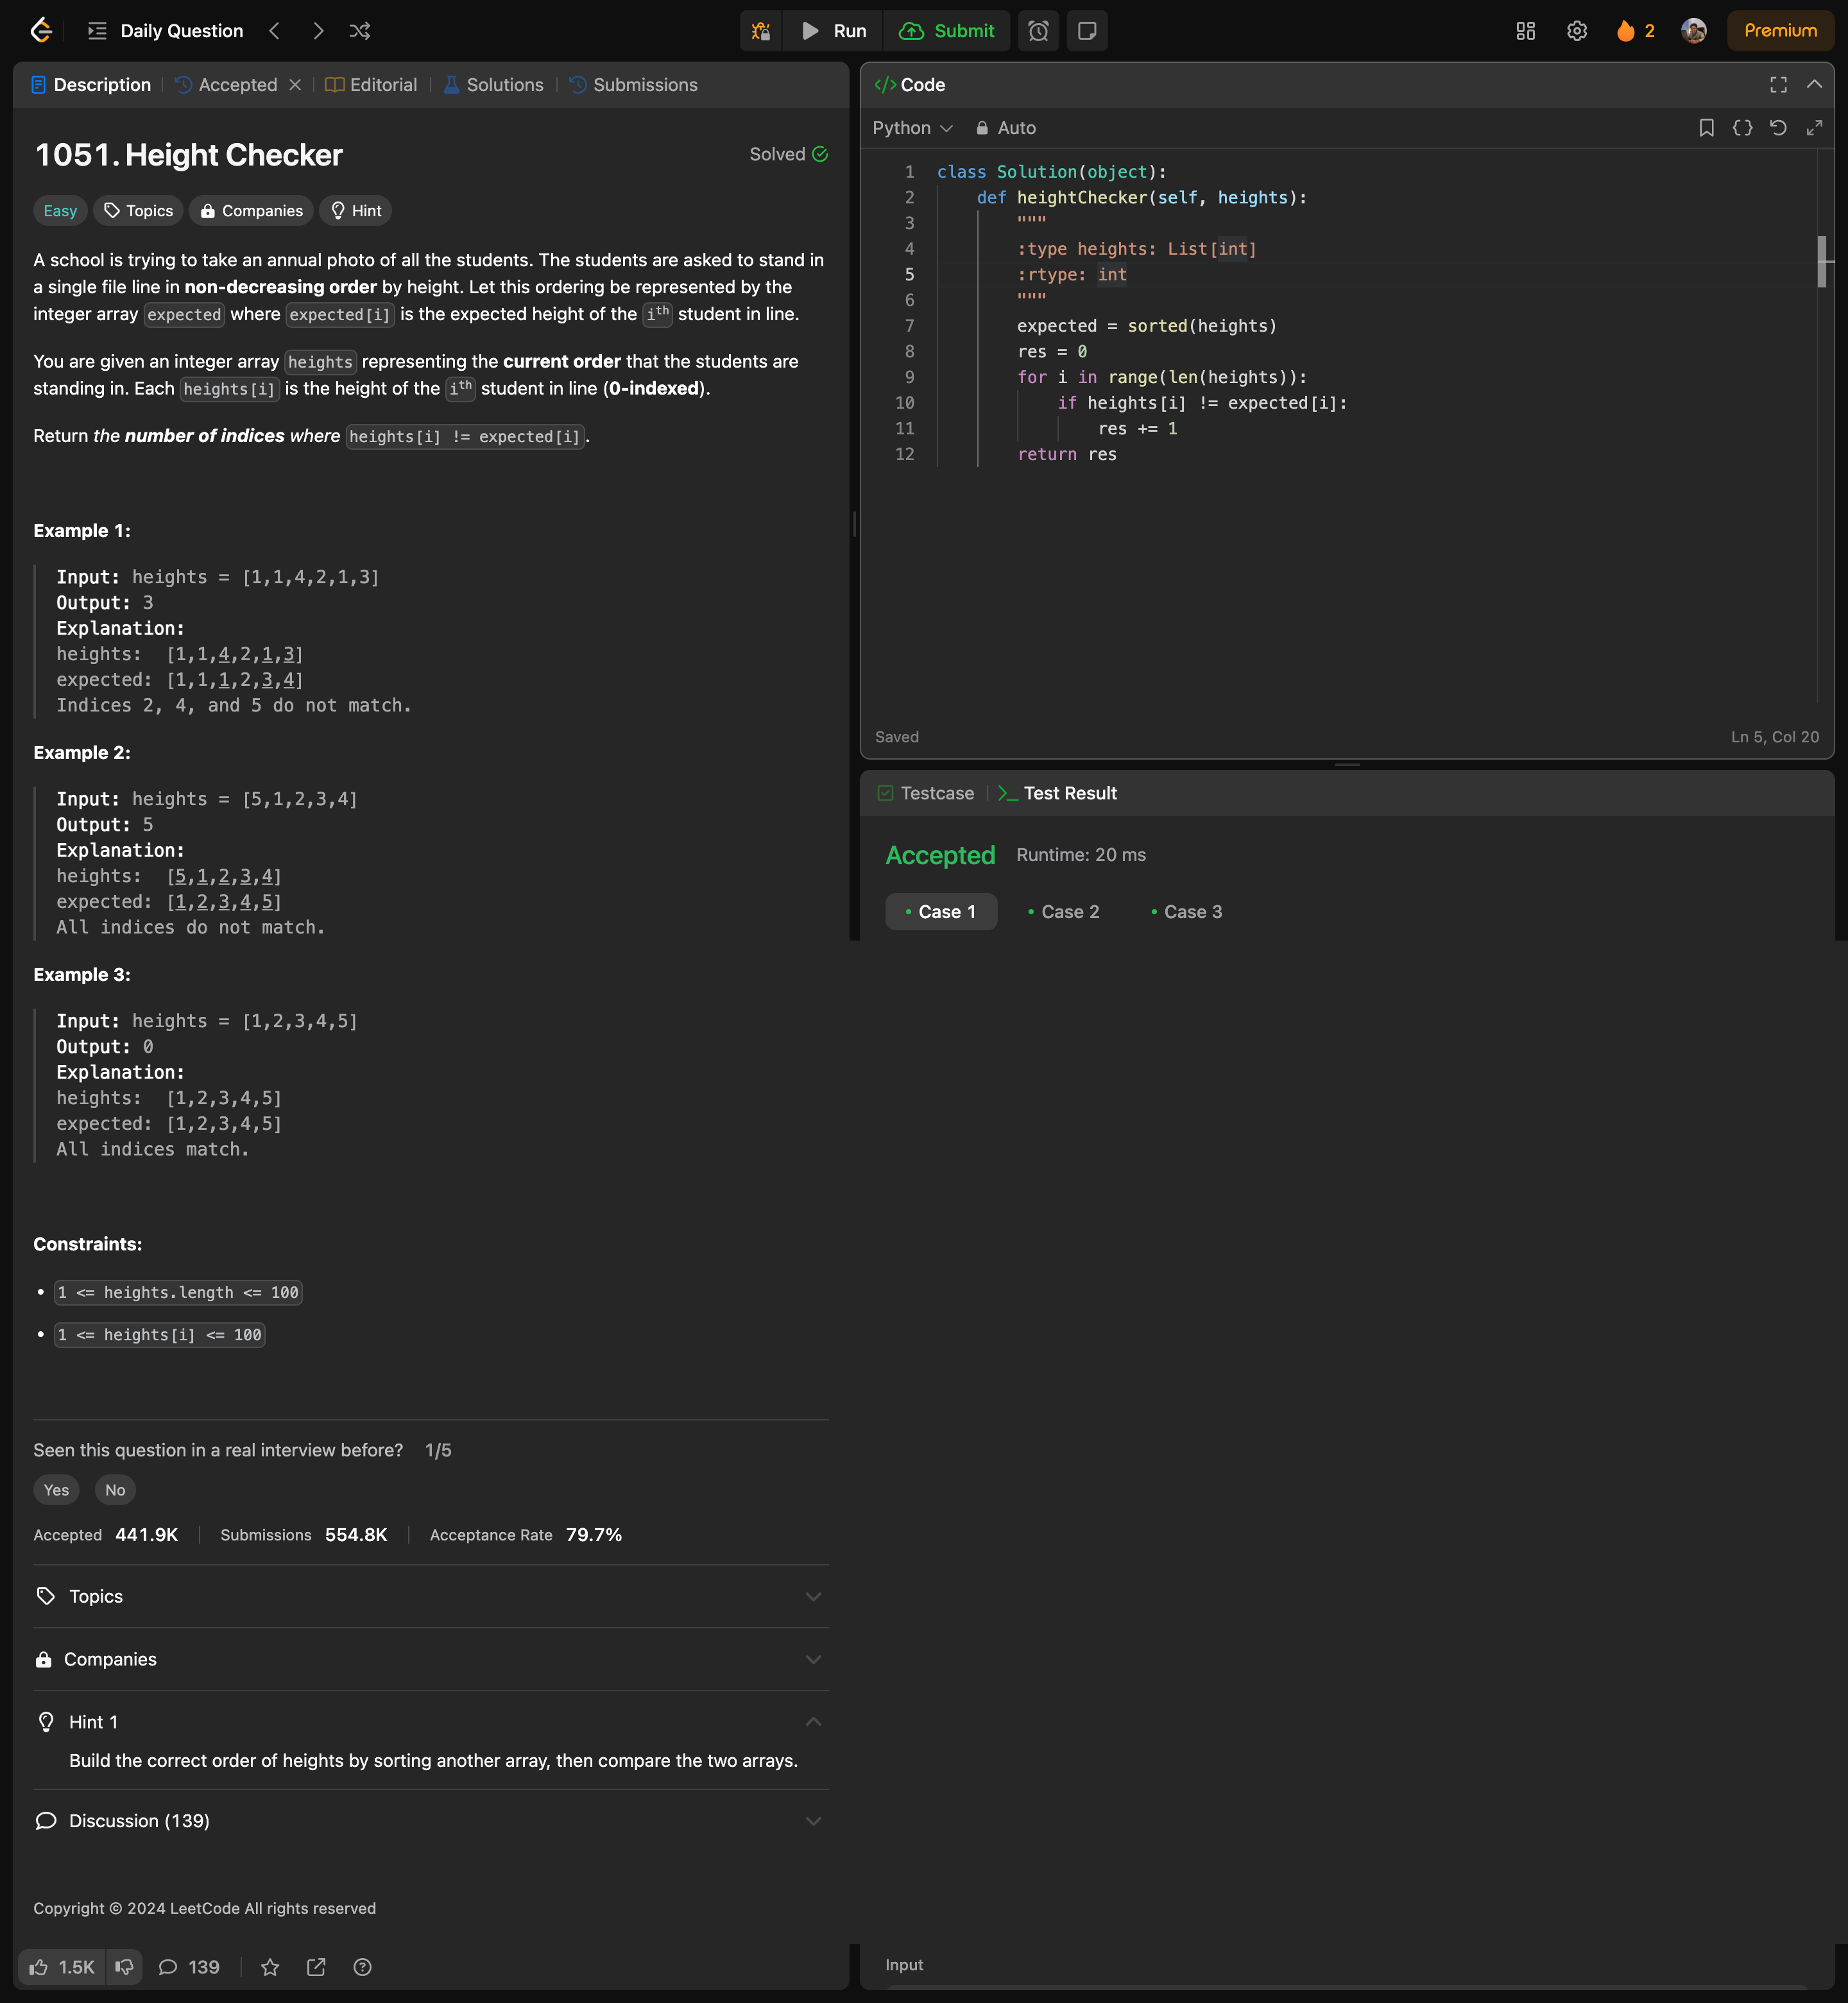 Daily Question
Run
Submit
2
Premium
Description
Accepted
Editorial
Solutions
Submissions
1051. Height Checker
Solved
Easy
Topics
Companies
Hint
A school is trying to take an annual photo of all the students. The students are asked to stand in
a single file line in non-decreasing order by height. Let this ordering be represented by the
integer array expected where expected[i] is the expected height of the ith student in line.
You are given an integer array heights representing the current order that the students are
standing in. Each heights[i] is the height of the ith student in line (0-indexed).
Return the number of indices where heights[i] != expected[i].
Example 1:
Input: heights = [1,1,4,2,1,3]
Output: 3
Explanation:
heights:  [1,1,4,2,1,3]
expected: [1,1,1,2,3,4]
Indices 2, 4, and 5 do not match.
Example 2:
Input: heights = [5,1,2,3,4]
Output: 5
Explanation:
heights:  [5,1,2,3,4]
expected: [1,2,3,4,5]
All indices do not match.
Example 3:
Input: heights = [1,2,3,4,5]
Output: 0
Explanation:
heights:  [1,2,3,4,5]
expected: [1,2,3,4,5]
All indices match.
Constraints:
• 1 <= heights.length <= 100
• 1 <= heights[i] <= 100
Seen this question in a real interview before? 1/5
Yes
No
Accepted 441.9K
Submissions 554.8K
Acceptance Rate 79.7%
Topics
Companies
Hint 1
Build the correct order of heights by sorting another array, then compare the two arrays.
Discussion (139)
Copyright © 2024 LeetCode All rights reserved
1.5K
139
</> Code
Python
Auto
1 class Solution(object):
2     def heightChecker(self, heights):
3         """
4         :type heights: List[int]
5         :rtype: int
6         """
7         expected = sorted(heights)
8         res = 0
9         for i in range(len(heights)):
10             if heights[i] != expected[i]:
11                 res += 1
12         return res
Saved
Ln 5, Col 20
Testcase
>_ Test Result
Accepted
Runtime: 20 ms
• Case 1
• Case 2
• Case 3
Input